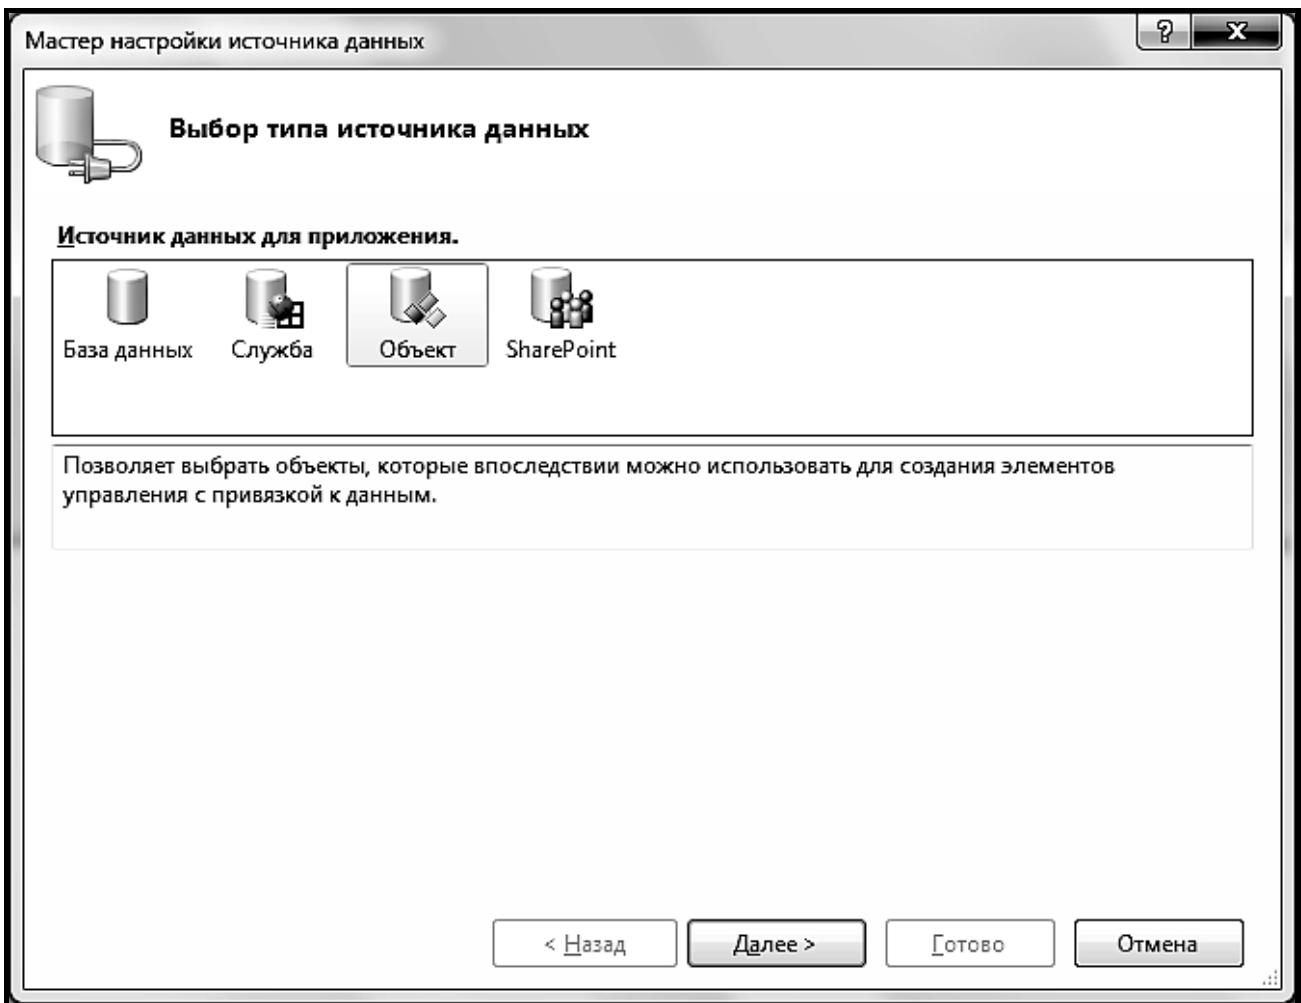 Мастер настройки источника данных
Выбор типа источника данных
Источник данных для приложения.
База данных
Служба
Объект
SharePoint
Позволяет выбрать объекты, которые впоследствии можно использовать для создания элементов
управления с привязкой к данным.
< Назад
Далее >
Готово
Отмена